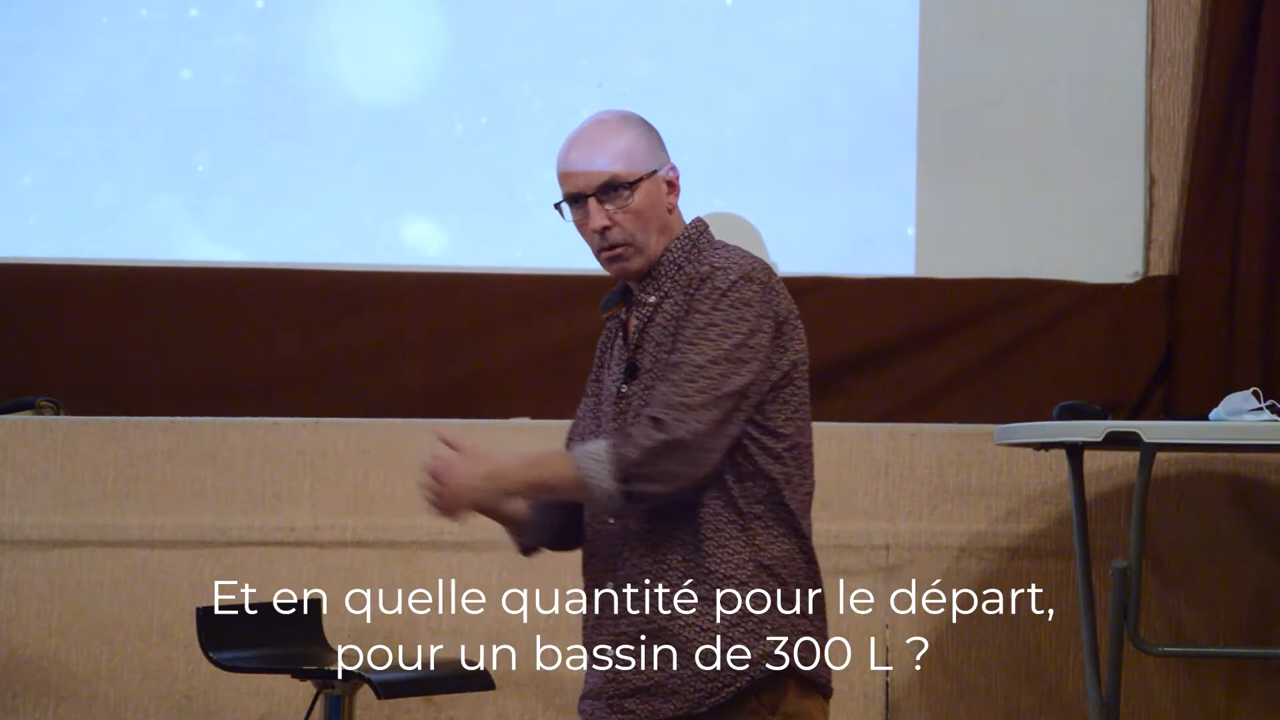 Et en quelle quantité pour le départ,
pour un bassin de 300 L ?